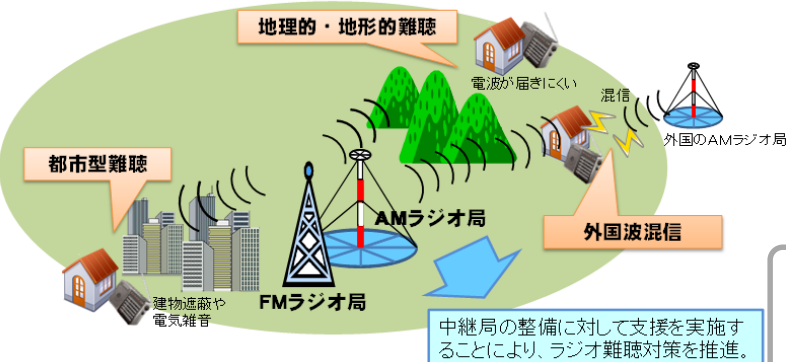 地理的・地形的難聴
電波が届きにくい
混信
外国のAMラジオ局
都市型難聴
AMラジオ局
外国波混信
建物遮蔽や
電気雑音
FMラジオ局
中継局の整備に対して支援を実施す
ることにより、ラジオ難聴対策を推進。